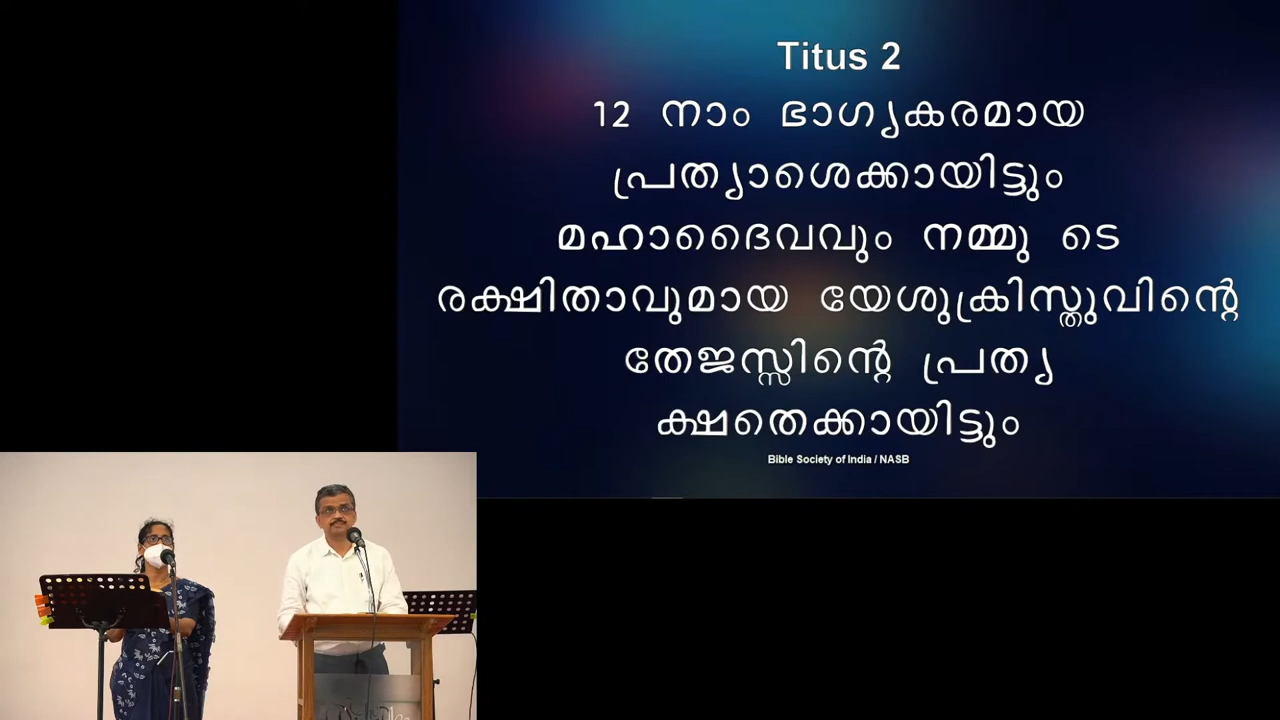 Titus 2
12 നാം ഭാഗ്യകരമായ
പ്രത്യാശെക്കായിട്ടും
മഹാദൈവവും നമ്മു ടെ
രക്ഷിതാവുമായ യേശുക്രിസ്തുവിന്റെ
തേജസ്സിന്റെ പ്രത്യ
ക്ഷതെക്കായിട്ടും
Bible Society of India / NASB